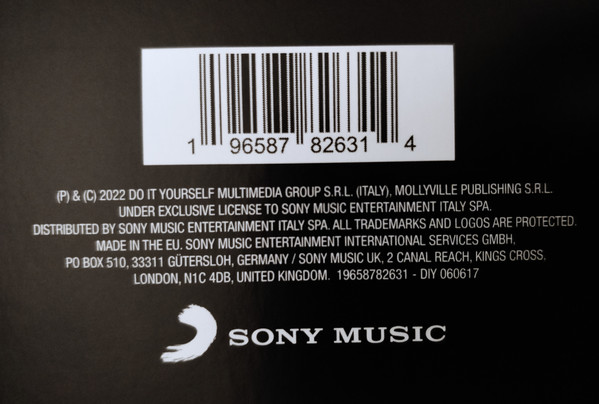 1 96587 82631 4
(P) & (C) 2022 DO IT YOURSELF MULTIMEDIA GROUP S.R.L. (ITALY), MOLLYVILLE PUBLISHING S.R.L.
UNDER EXCLUSIVE LICENSE TO SONY MUSIC ENTERTAINMENT ITALY SPA.
DISTRIBUTED BY SONY MUSIC ENTERTAINMENT ITALY SPA. ALL TRADEMARKS AND LOGOS ARE PROTECTED.
MADE IN THE EU. SONY MUSIC ENTERTAINMENT INTERNATIONAL SERVICES GMBH,
PO BOX 510, 33311 GÜTERSLOH, GERMANY / SONY MUSIC UK, 2 CANAL REACH, KINGS CROSS.
LONDON, N1C 4DB, UNITED KINGDOM. 19658782631 - DIY 060617
SONY MUSIC